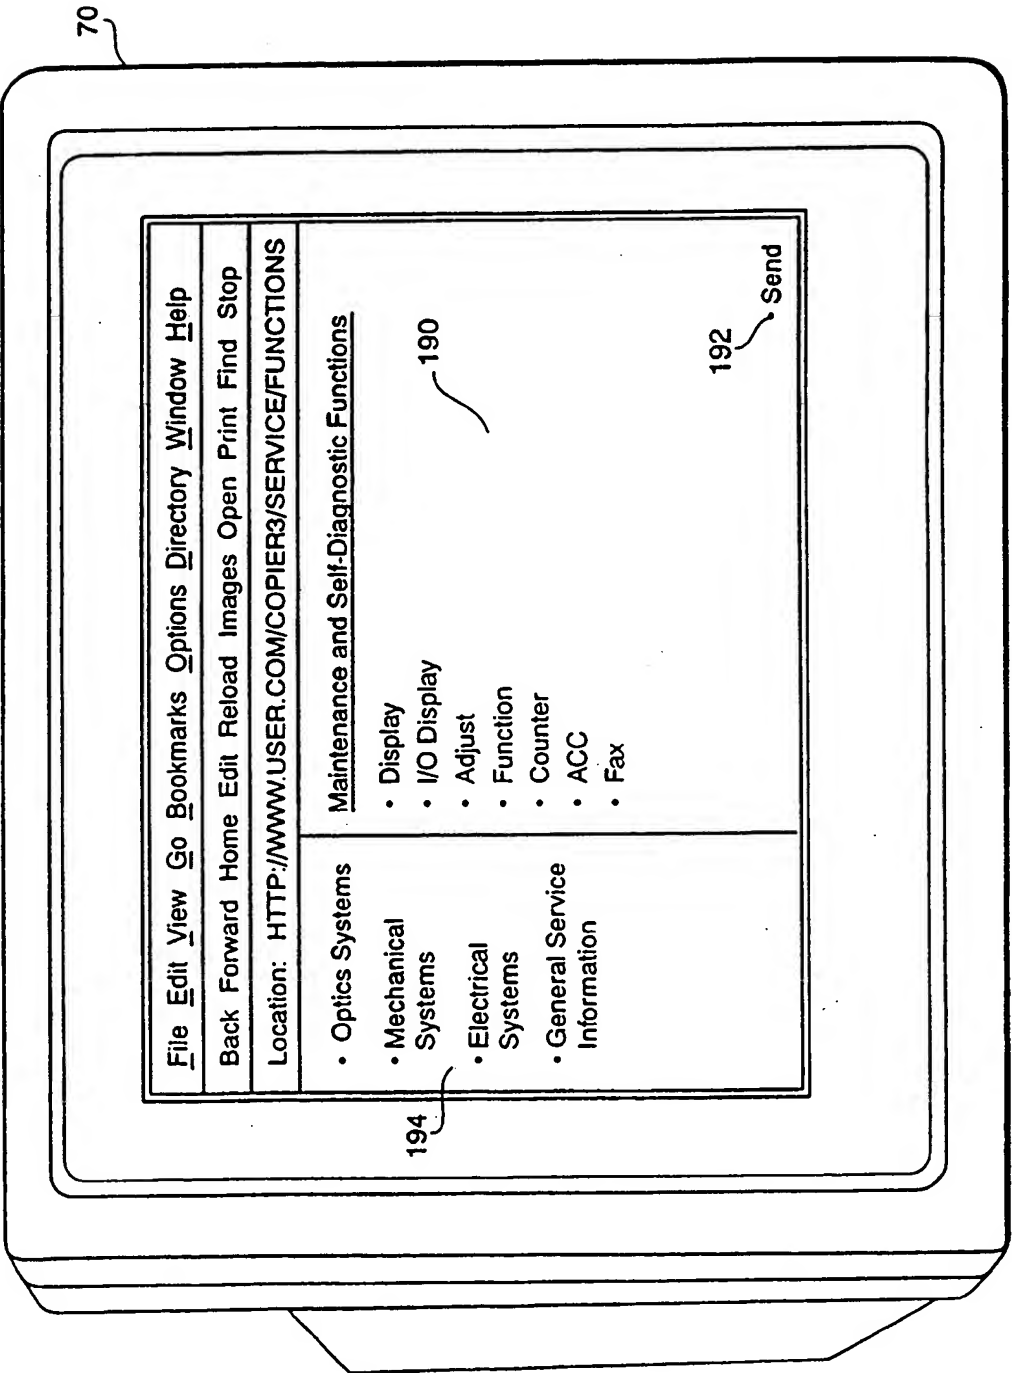 70
File Edit View Go Bookmarks Options Directory Window Help
Back Forward Home Edit Reload Images Open Print Find Stop
Location: HTTP://WWW.USER.COM/COPIER3/SERVICE/FUNCTIONS
• Optics Systems
• Mechanical
Systems
• Electrical
Systems
• General Service
Information
194
Maintenance and Self-Diagnostic Functions
• Display
• I/O Display
• Adjust
• Function
• Counter
• ACC
• Fax
190
192
• Send